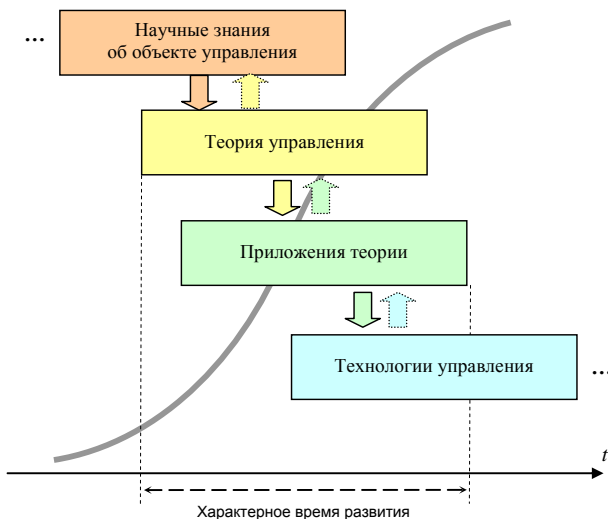 ...
Научные знания
об объекте управления
Теория управления
Приложения теории
Технологии управления
...
t
Характерное время развития